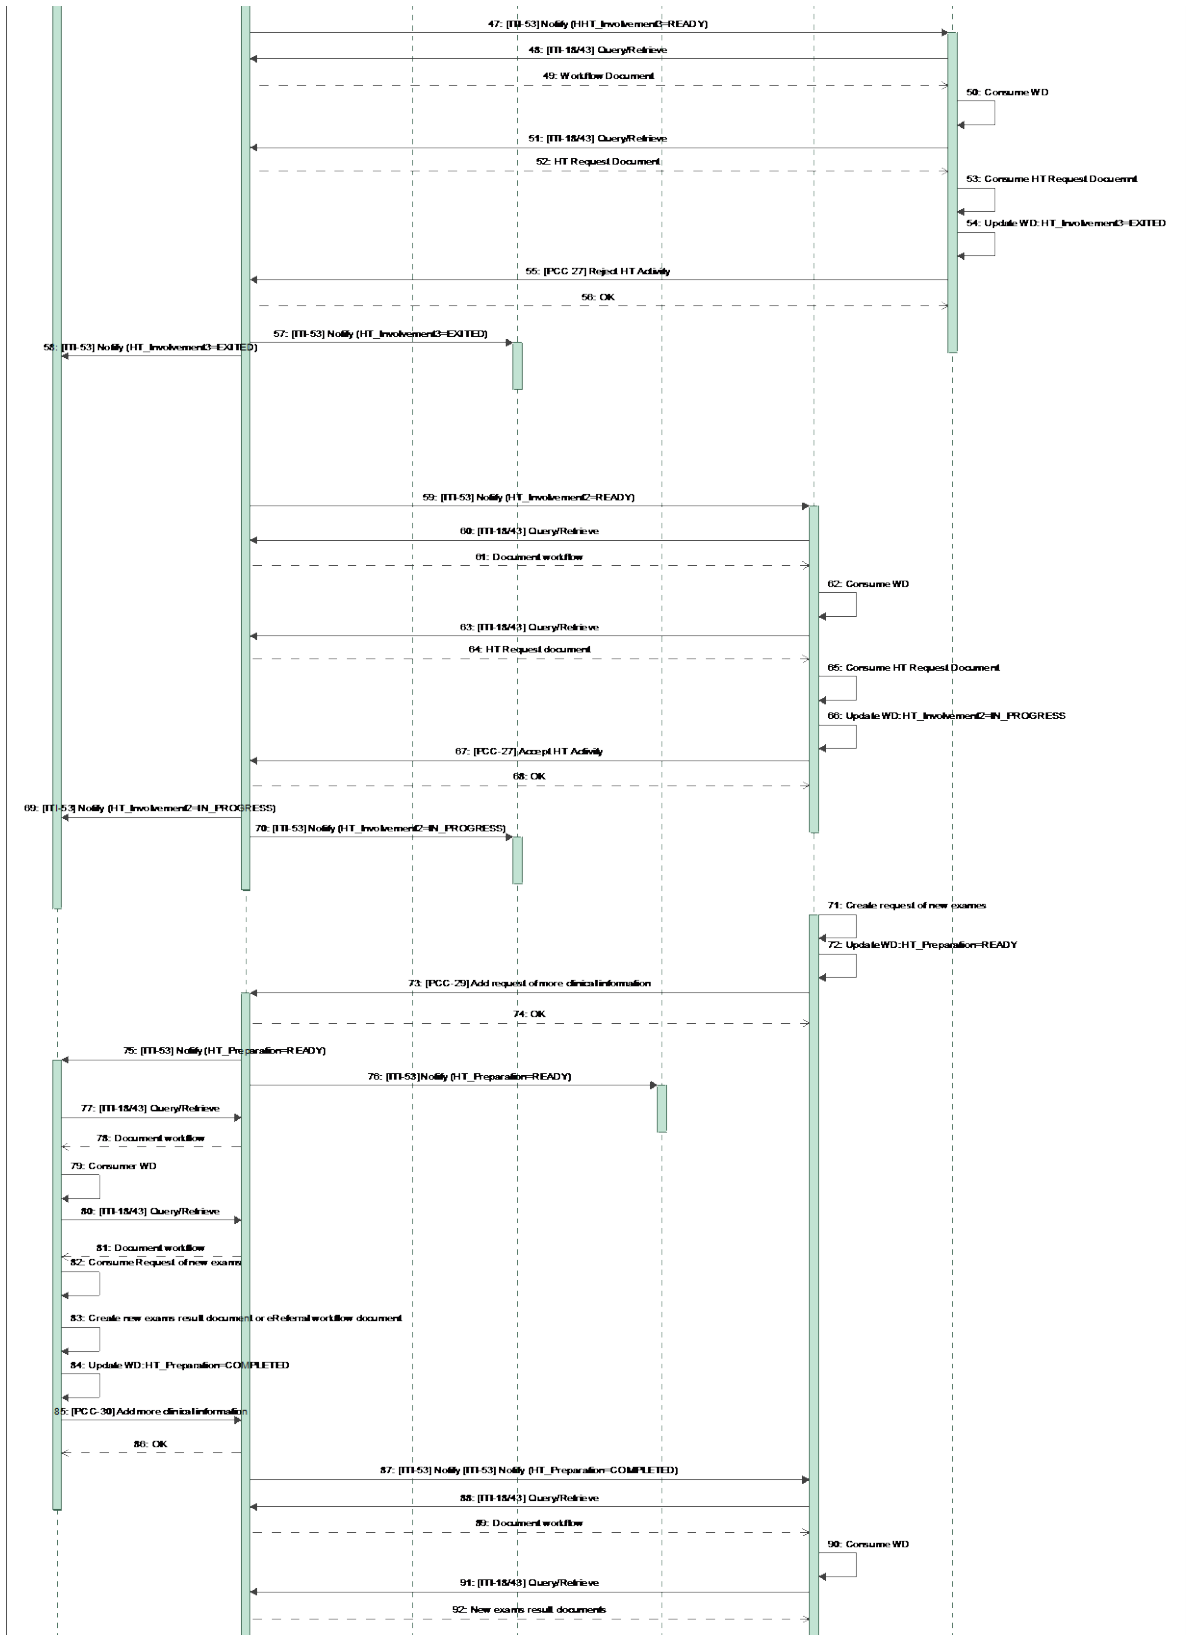 47: [ITI-53] Notify (HHT_Involvement3=READY)
48: [ITI-18/43] Query/Retrieve
49: Workflow Document
50: Consume WD
51: [ITI-18/43] Query/Retrieve
52: HT Request Document
53: Consume HT Request Docuemnt
54: Update WD: HT_Involvement3=EXITED
55: [PCC-27] Reject HT Activity
56: OK
57: [ITI-53] Notify (HT_Involvement3=EXITED)
58: [ITI-53] Notify (HT_Involvement3=EXITED)
59: [ITI-53] Notify (HT_Involvement2=READY)
60: [ITI-18/43] Query/Retrieve
61: Document workflow
62: Consume WD
63: [ITI-18/43] Query/Retrieve
64: HT Request document
65: Consume HT Request Document
66: Update WD:HT_Involvement2=IN_PROGRESS
67: [PCC-27] Accept HT Activity
68: OK
69: [ITI-53] Notify (HT_Involvement2=IN_PROGRESS)
70: [ITI-53] Notify (HT_Involvement2=IN_PROGRESS)
71: Create request of new exames
72: Update WD:HT_Preparation=READY
73: [PCC-29] Add request of more clinical information
74: OK
75: [ITI-53] Notify (HT_Preparation=READY)
76: [ITI-53] Notify (HT_Preparation=READY)
77: [ITI-18/43] Query/Retrieve
78: Document workflow
79: Consumer WD
80: [ITI-18/43] Query/Retrieve
81: Document workflow
82: Consume Request of new exams
83: Create new exams result document or eReferral workflow document
84: Update WD:HT_Preparation=COMPLETED
85: [PCC-30] Add more clinical information
86: OK
87: [ITI-53] Notify [ITI-53] Notify (HT_Preparation=COMPLETED)
88: [ITI-18/43] Query/Retrieve
89: Document workflow
90: Consume WD
91: [ITI-18/43] Query/Retrieve
92: New exams result documents